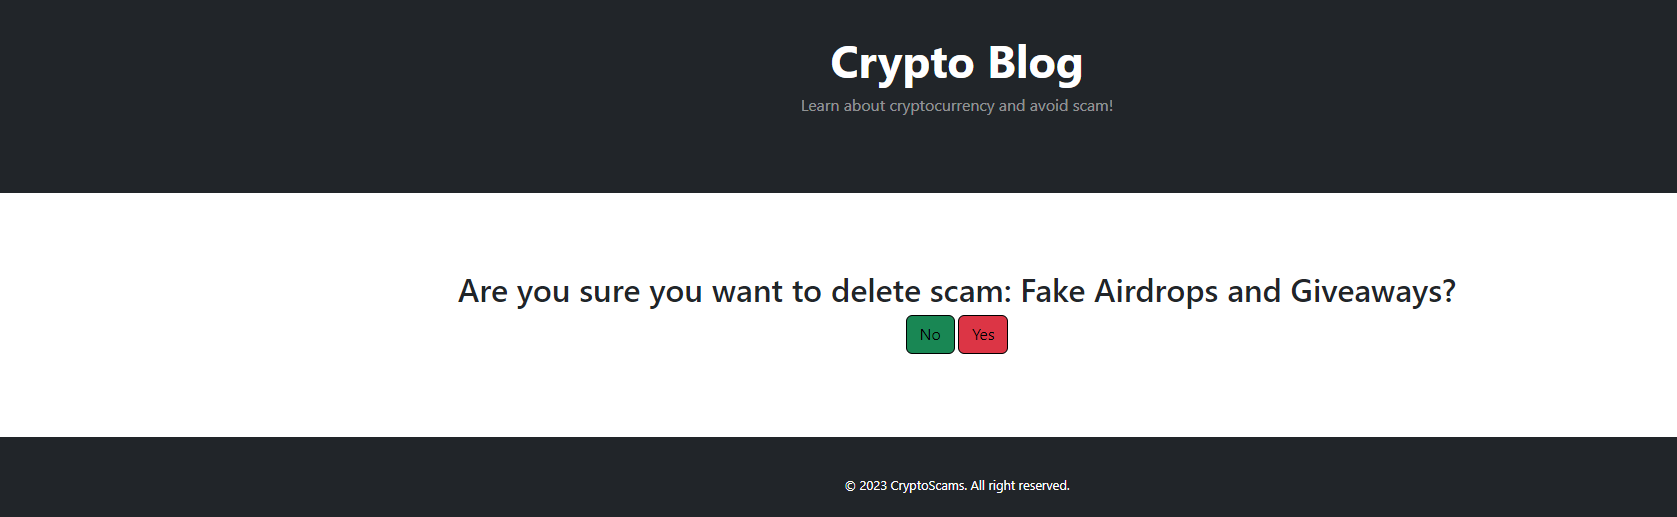 Crypto Blog
Learn about cryptocurrency and avoid scam!
Are you sure you want to delete scam: Fake Airdrops and Giveaways?
No Yes
© 2023 CryptoScams. All right reserved.